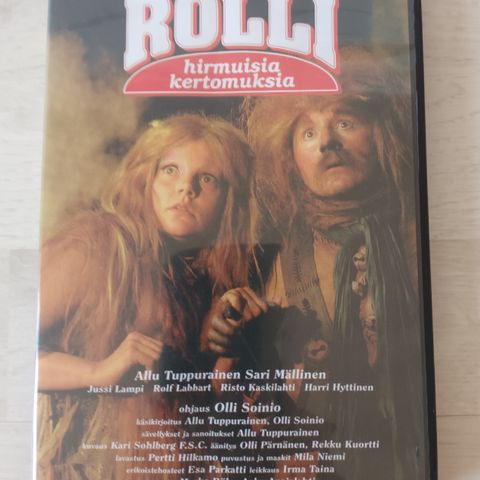 ROLLI
hirmuisia
kertomuksia
Allu Tuppurainen Sari Mällinen
Jussi Lampi Rolf Labbart Risto Kaskilahti Harri Hyttinen
ohjaus Olli Soinio
käsikirjoitus Allu Tuppurainen, Olli Soinio
sävellykset ja sanoitukset Allu Tuppurainen
kuvaus Kari Sohlberg F.S.C. äänitys Olli Pärnänen, Rekku Kuortti
lavastus Pertti Hilkamo puvustus ja maskit Mila Niemi
erikoistehosteet Esa Parkatti leikkaus Irma Taina